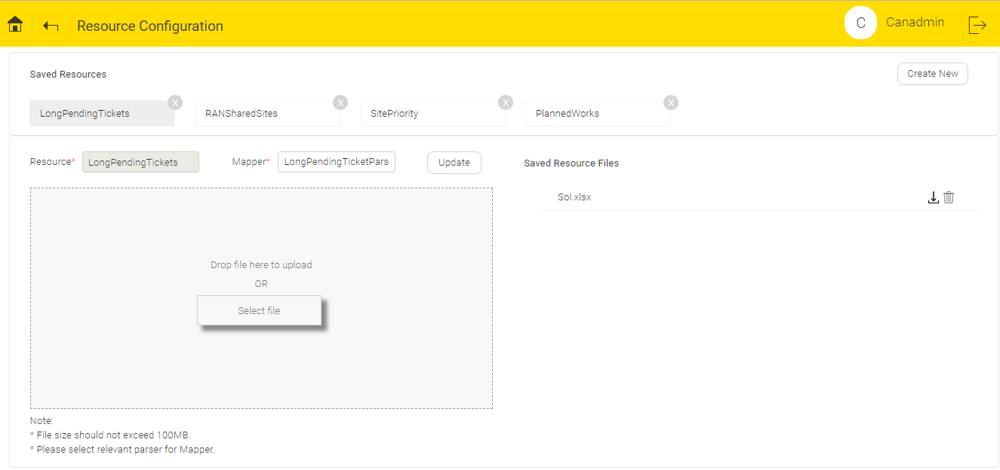 Resource Configuration
C Canadmin
Saved Resources
Create New
LongPendingTickets X RANSharedSites X SitePriority X PlannedWorks X
Resource* LongPendingTickets Mapper* LongPendingTicketPars Update
Saved Resource Files
Sol.xlsx
Drop file here to upload
OR
Select file
Note:
* File size should not exceed 100MB.
* Please select relevant parser for Mapper.